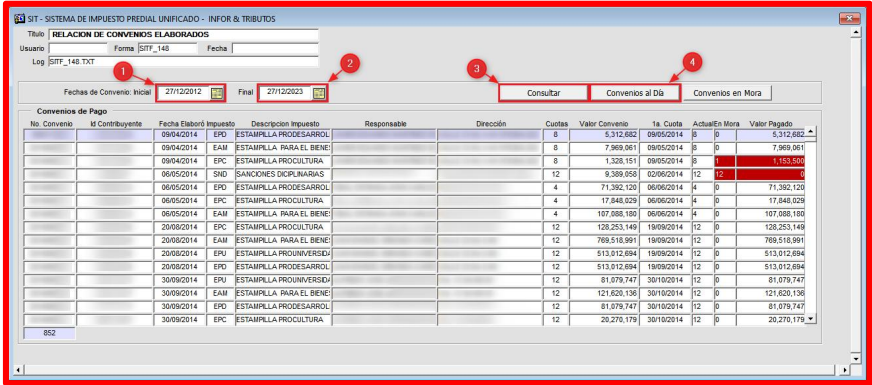 SIT - SISTEMA DE IMPUESTO PREDIAL UNIFICADO - INFOR & TRIBUTOS
Titulo RELACION DE CONVENIOS ELABORADOS
Usuario Forma SITF_148 Fecha
Log SITF_148.TXT
1 2 3 4
Fechas de Convenio: Inicial 27/12/2012 Final 27/12/2023 Consultar Convenios al Día Convenios en Mora
Convenios de Pago
No. Convenio Id Contribuyente Fecha Elaboró Impuesto Descripcion Impuesto Responsable Dirección Cuotas Valor Convenio 1a. Cuota Actual En Mora Valor Pagado
09/04/2014 EPD ESTAMPILLA PRODESARROL 8 5,312,682 09/05/2014 8 0 5,312,682
09/04/2014 EAM ESTAMPILLA PARA EL BIENES 8 7,969,061 09/05/2014 8 0 7,969,061
09/04/2014 EPC ESTAMPILLA PROCULTURA 8 1,328,151 09/05/2014 8 1 1,153,500
06/05/2014 SND SANCIONES DICIPLINARIAS 12 9,389,058 02/06/2014 12 12 0
06/05/2014 EPD ESTAMPILLA PRODESARROL 4 71,392,120 06/06/2014 4 0 71,392,120
06/05/2014 EPC ESTAMPILLA PROCULTURA 4 17,848,029 06/06/2014 4 0 17,848,029
06/05/2014 EAM ESTAMPILLA PARA EL BIENES 4 107,088,180 06/06/2014 4 0 107,088,180
20/08/2014 EPC ESTAMPILLA PROCULTURA 12 128,253,149 19/09/2014 12 0 128,253,149
20/08/2014 EAM ESTAMPILLA PARA EL BIENES 12 769,518,991 19/09/2014 12 0 769,518,991
20/08/2014 EPU ESTAMPILLA PROUNIVERSIDA 12 513,012,694 19/09/2014 12 0 513,012,694
20/08/2014 EPD ESTAMPILLA PRODESARROL 12 513,012,694 19/09/2014 12 0 513,012,694
30/09/2014 EPU ESTAMPILLA PROUNIVERSIDA 12 81,079,747 30/10/2014 12 0 81,079,747
30/09/2014 EAM ESTAMPILLA PARA EL BIENES 12 121,620,136 30/10/2014 12 0 121,620,136
30/09/2014 EPD ESTAMPILLA PRODESARROL 12 81,079,747 30/10/2014 12 0 81,079,747
30/09/2014 EPC ESTAMPILLA PROCULTURA 12 20,270,179 30/10/2014 12 0 20,270,179
852